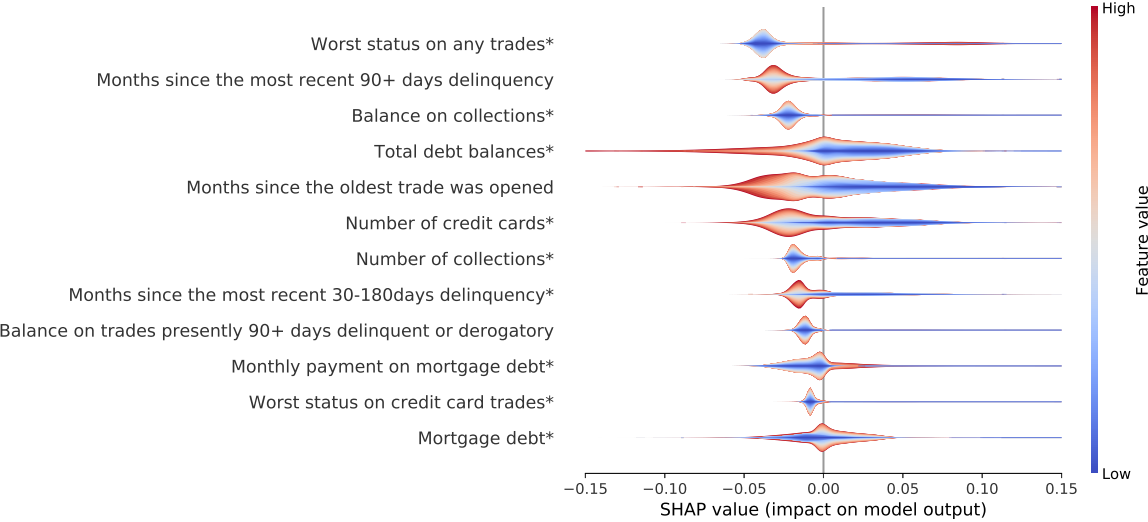 High
Worst status on any trades*
Months since the most recent 90+ days delinquency
Balance on collections*
Total debt balances*
Months since the oldest trade was opened
Number of credit cards*
Number of collections*
Months since the most recent 30-180days delinquency*
Balance on trades presently 90+ days delinquent or derogatory
Monthly payment on mortgage debt*
Worst status on credit card trades*
Mortgage debt*
Feature value
Low
−0.15 −0.10 −0.05 0.00 0.05 0.10 0.15
SHAP value (impact on model output)